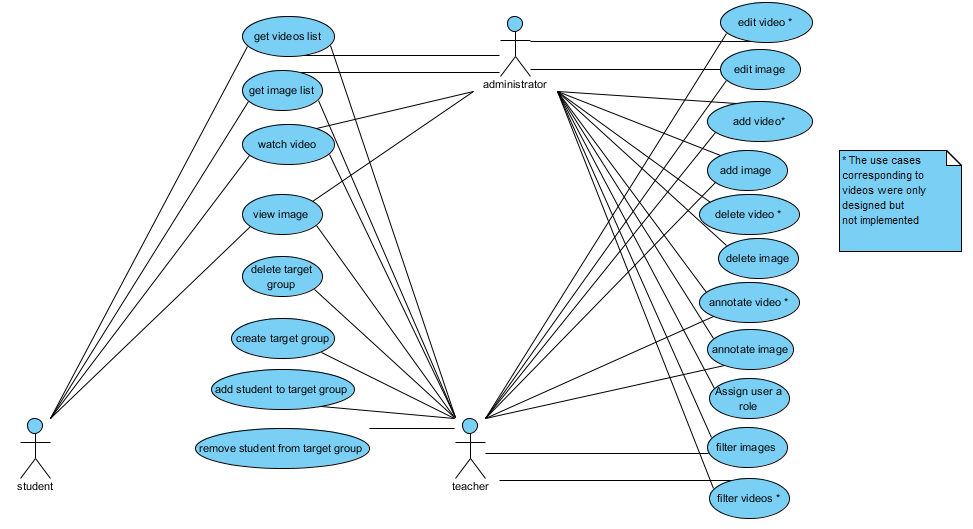 get videos list
get image list
watch video
view image
delete target
group
create target group
add student to target group
remove student from target group
student
administrator
teacher
edit video *
edit image
add video*
add image
delete video *
delete image
annotate video *
annotate image
Assign user a
role
filter images
filter videos *
* The use cases
corresponding to
videos were only
designed but
not implemented